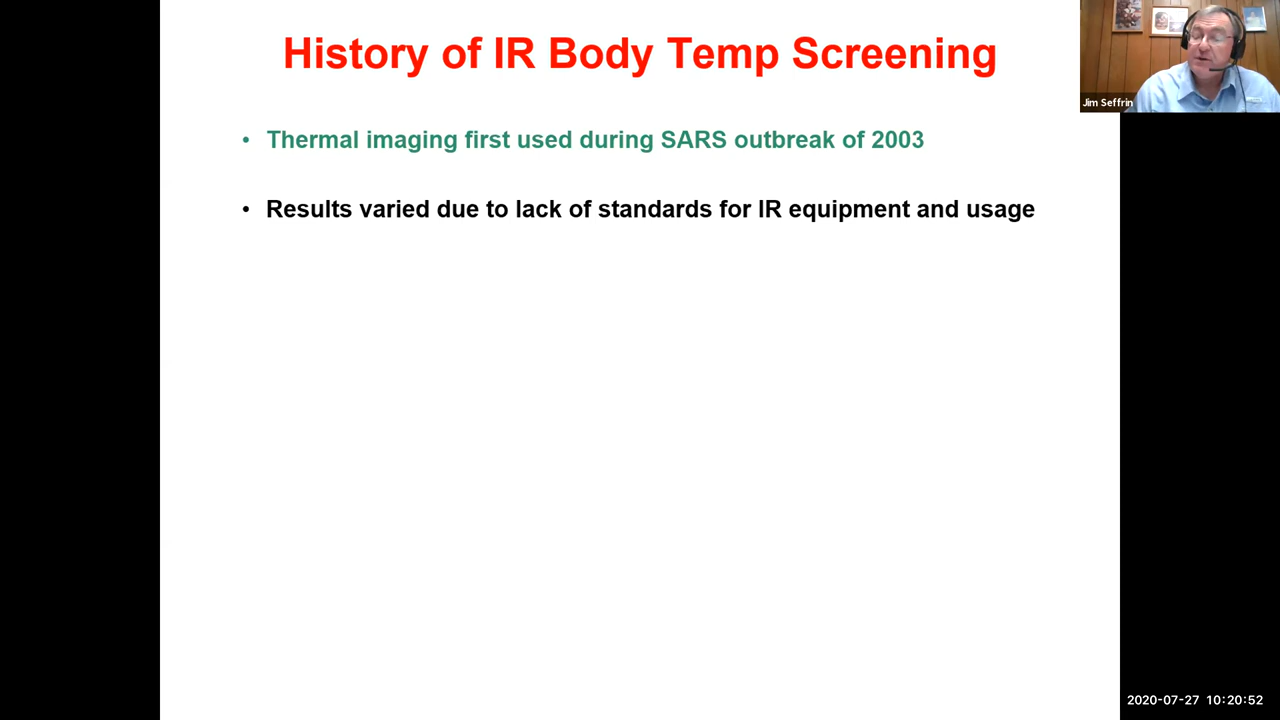 History of IR Body Temp Screening
• Thermal imaging first used during SARS outbreak of 2003
• Results varied due to lack of standards for IR equipment and usage
Jim Seffrin
2020-07-27 10:20:52